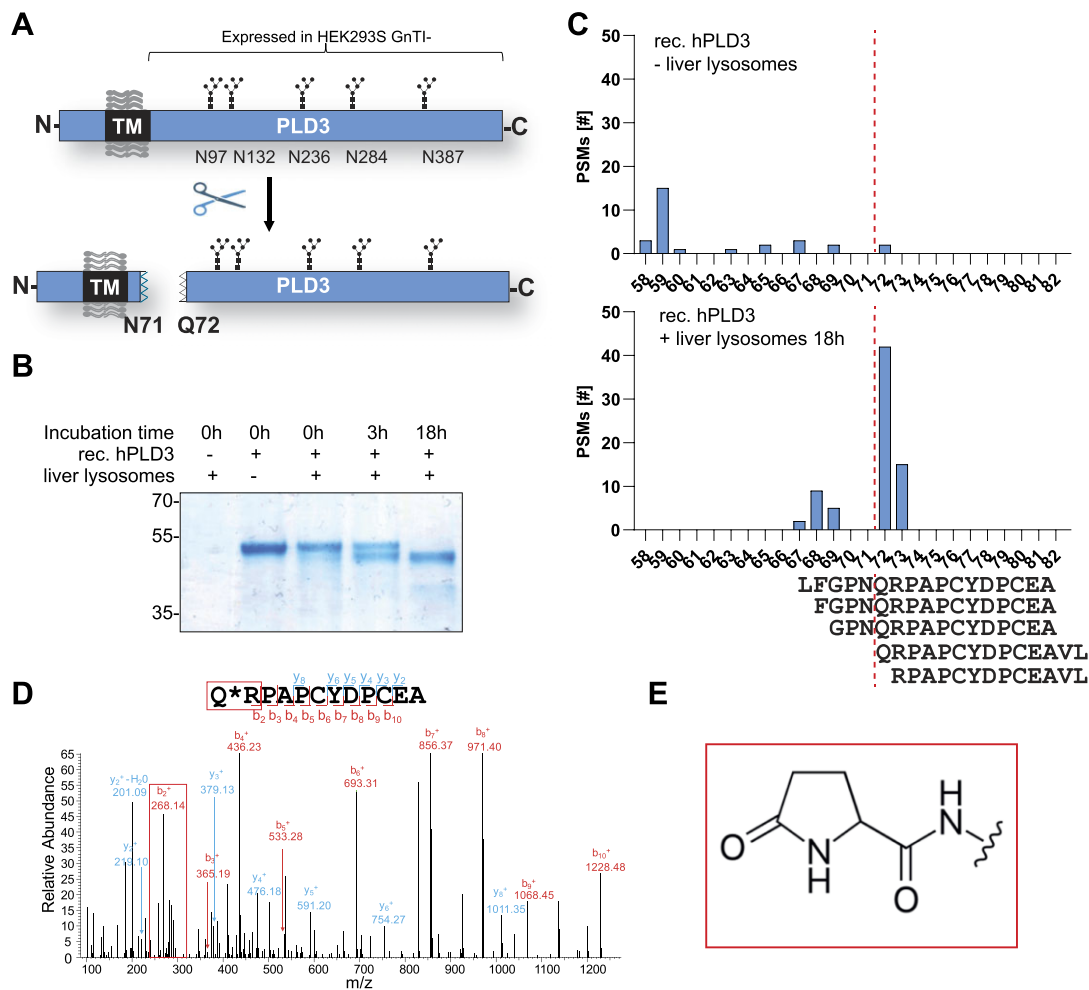 A
Expressed in HEK293S GnTI-
N-
TM
PLD3
-C
N97 N132 N236 N284 N387
N-
TM
PLD3
-C
N71 Q72
B
Incubation time 0h 0h 0h 3h 18h
rec. hPLD3 - + + + +
liver lysosomes + - + + +
70-
55-
35-
C
rec. hPLD3
- liver lysosomes
PSMs [#]
50
40
30
20
10
0
58 59 60 61 62 63 64 65 66 67 68 69 70 71 72 73 74 75 76 77 78 79 80 81 82
rec. hPLD3
+ liver lysosomes 18h
PSMs [#]
50
40
30
20
10
0
58 59 60 61 62 63 64 65 66 67 68 69 70 71 72 73 74 75 76 77 78 79 80 81 82
LFGPNQRPAPCYDPCEA
FGPNQRPAPCYDPCEA
GPNQRPAPCYDPCEA
QRPAPCYDPCEAVL
RPAPCYDPCEAVL
D
y8 y6 y5 y4 y3 y2
Q*RPAPCYDPCEA
b2 b3 b4 b5 b6 b7 b8 b9 b10
Relative Abundance
65
60
55
50
45
40
35
30
25
20
15
10
5
0
y2+-H20
201.09
y2+
219.10
b2+
268.14
b3+
365.19
y3+
379.13
b4+
436.23
y4+
476.18
b5+
533.28
y5+
591.20
b6+
693.31
y6+
754.27
b7+
856.37
b8+
971.40
y8+
1011.35
b9+
1068.45
b10+
1228.48
100 200 300 400 500 600 700 800 900 1000 1100 1200
m/z
E
O
N
H
O
H
N